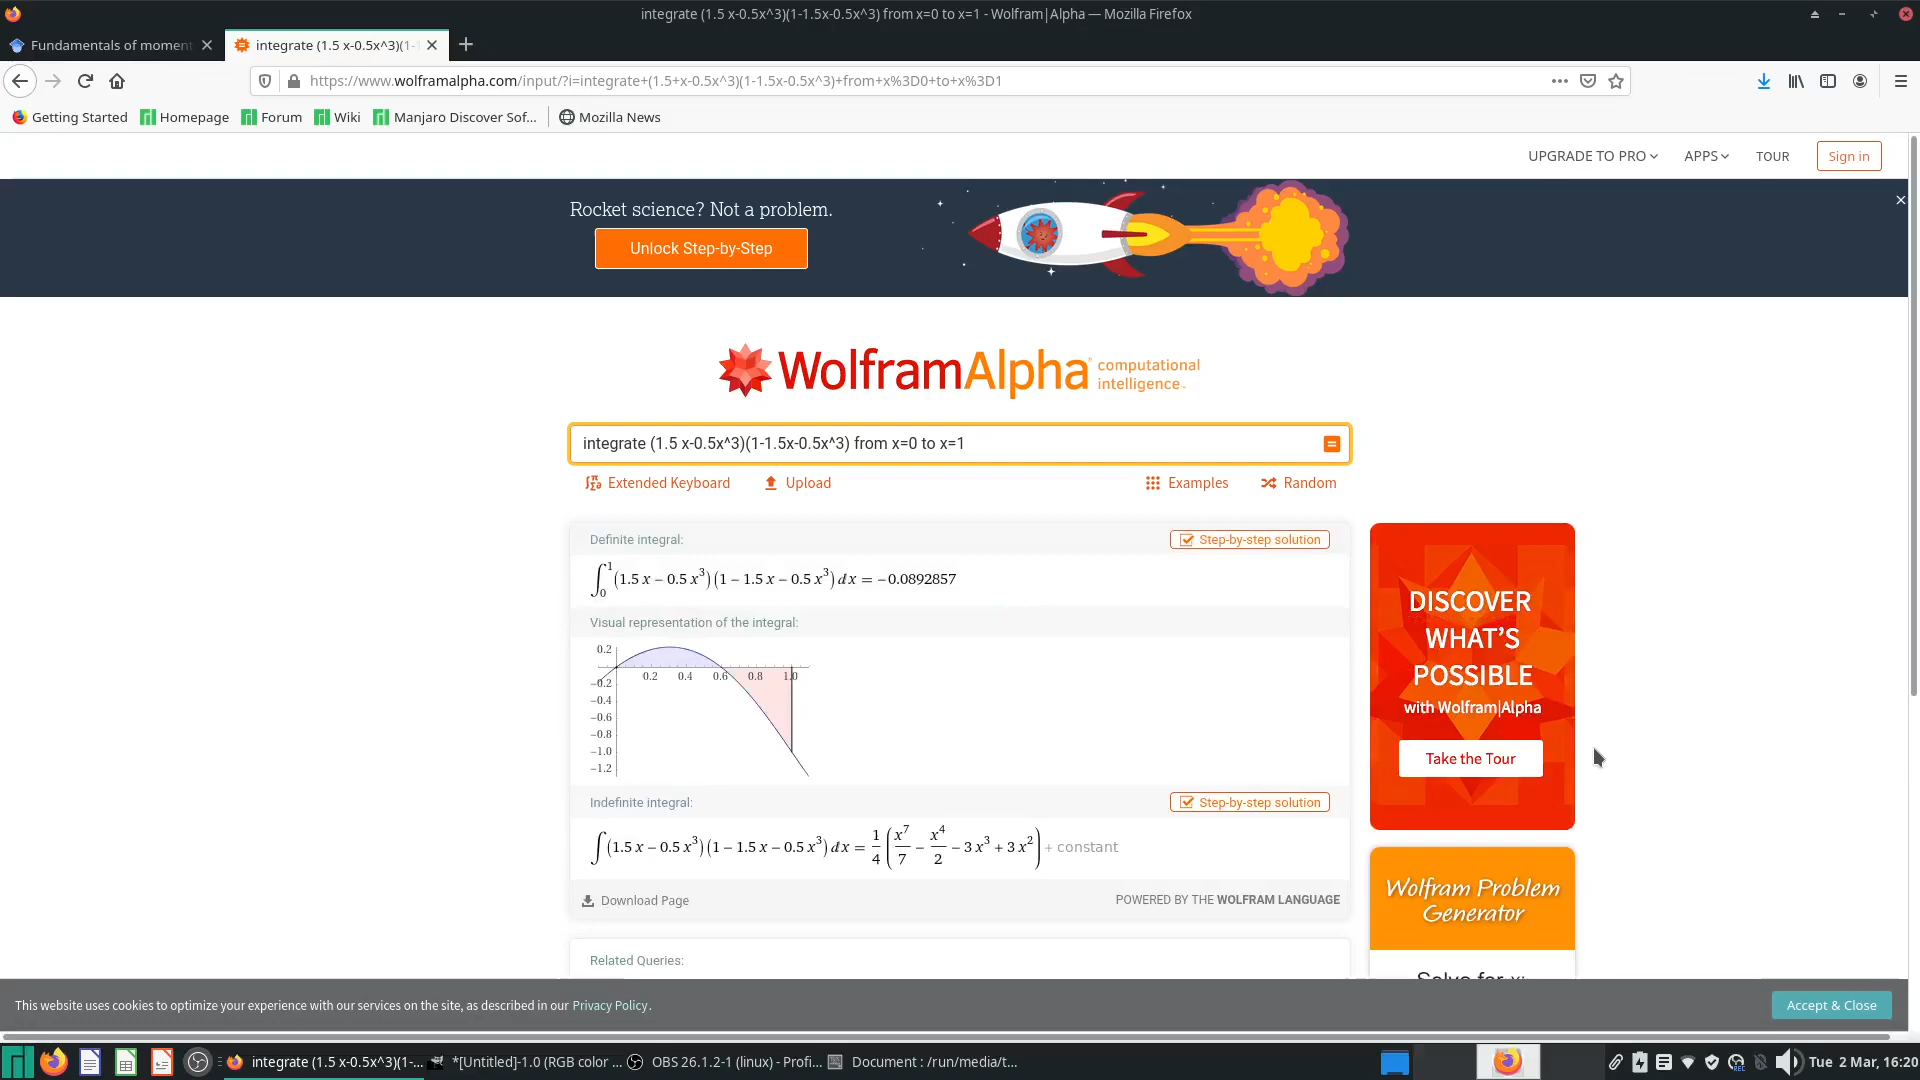 integrate (1.5 x-0.5x^3)(1-1.5x-0.5x^3) from x=0 to x=1 - Wolfram|Alpha — Mozilla Firefox
Fundamentals of momen
integrate (1.5 x-0.5x^3)(1-
https://www.wolframalpha.com/input/?i=integrate+(1.5+x-0.5x^3)(1-1.5x-0.5x^3)+from+x%3D0+to+x%3D1
Getting Started
Homepage
Forum
Wiki
Manjaro Discover Sof...
Mozilla News
UPGRADE TO PRO
APPS
TOUR
Sign in
Rocket science? Not a problem.
Unlock Step-by-Step
WolframAlpha computational
intelligence
integrate (1.5 x-0.5x^3)(1-1.5x-0.5x^3) from x=0 to x=1
Extended Keyboard
Upload
Examples
Random
Definite integral:
Step-by-step solution
∫₀¹ (1.5 x − 0.5 x³) (1 − 1.5 x − 0.5 x³) dx = −0.0892857
Visual representation of the integral:
0.2
0.2 0.4 0.6 0.8 1.0
−0.2
−0.4
−0.6
−0.8
−1.0
−1.2
Indefinite integral:
Step-by-step solution
∫ (1.5 x − 0.5 x³) (1 − 1.5 x − 0.5 x³) dx = 1/4 (x⁷/7 − x⁴/2 − 3 x³ + 3 x²) + constant
Download Page
POWERED BY THE WOLFRAM LANGUAGE
Related Queries:
DISCOVER
WHAT'S
POSSIBLE
with Wolfram|Alpha
Take the Tour
Wolfram Problem
Generator
This website uses cookies to optimize your experience with our services on the site, as described in our Privacy Policy.
Accept & Close
integrate (1.5 x-0.5x^3)(1-...
*[Untitled]-1.0 (RGB color ...
OBS 26.1.2-1 (linux) - Profi...
Document : /run/media/t...
REC
Tue 2 Mar, 16:20